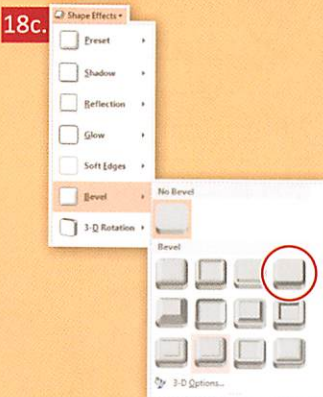 18c.
Shape Effects
Preset
Shadow
Reflection
Glow
Soft Edges
Bevel
3-D Rotation
No Bevel
Bevel
3-D Options...